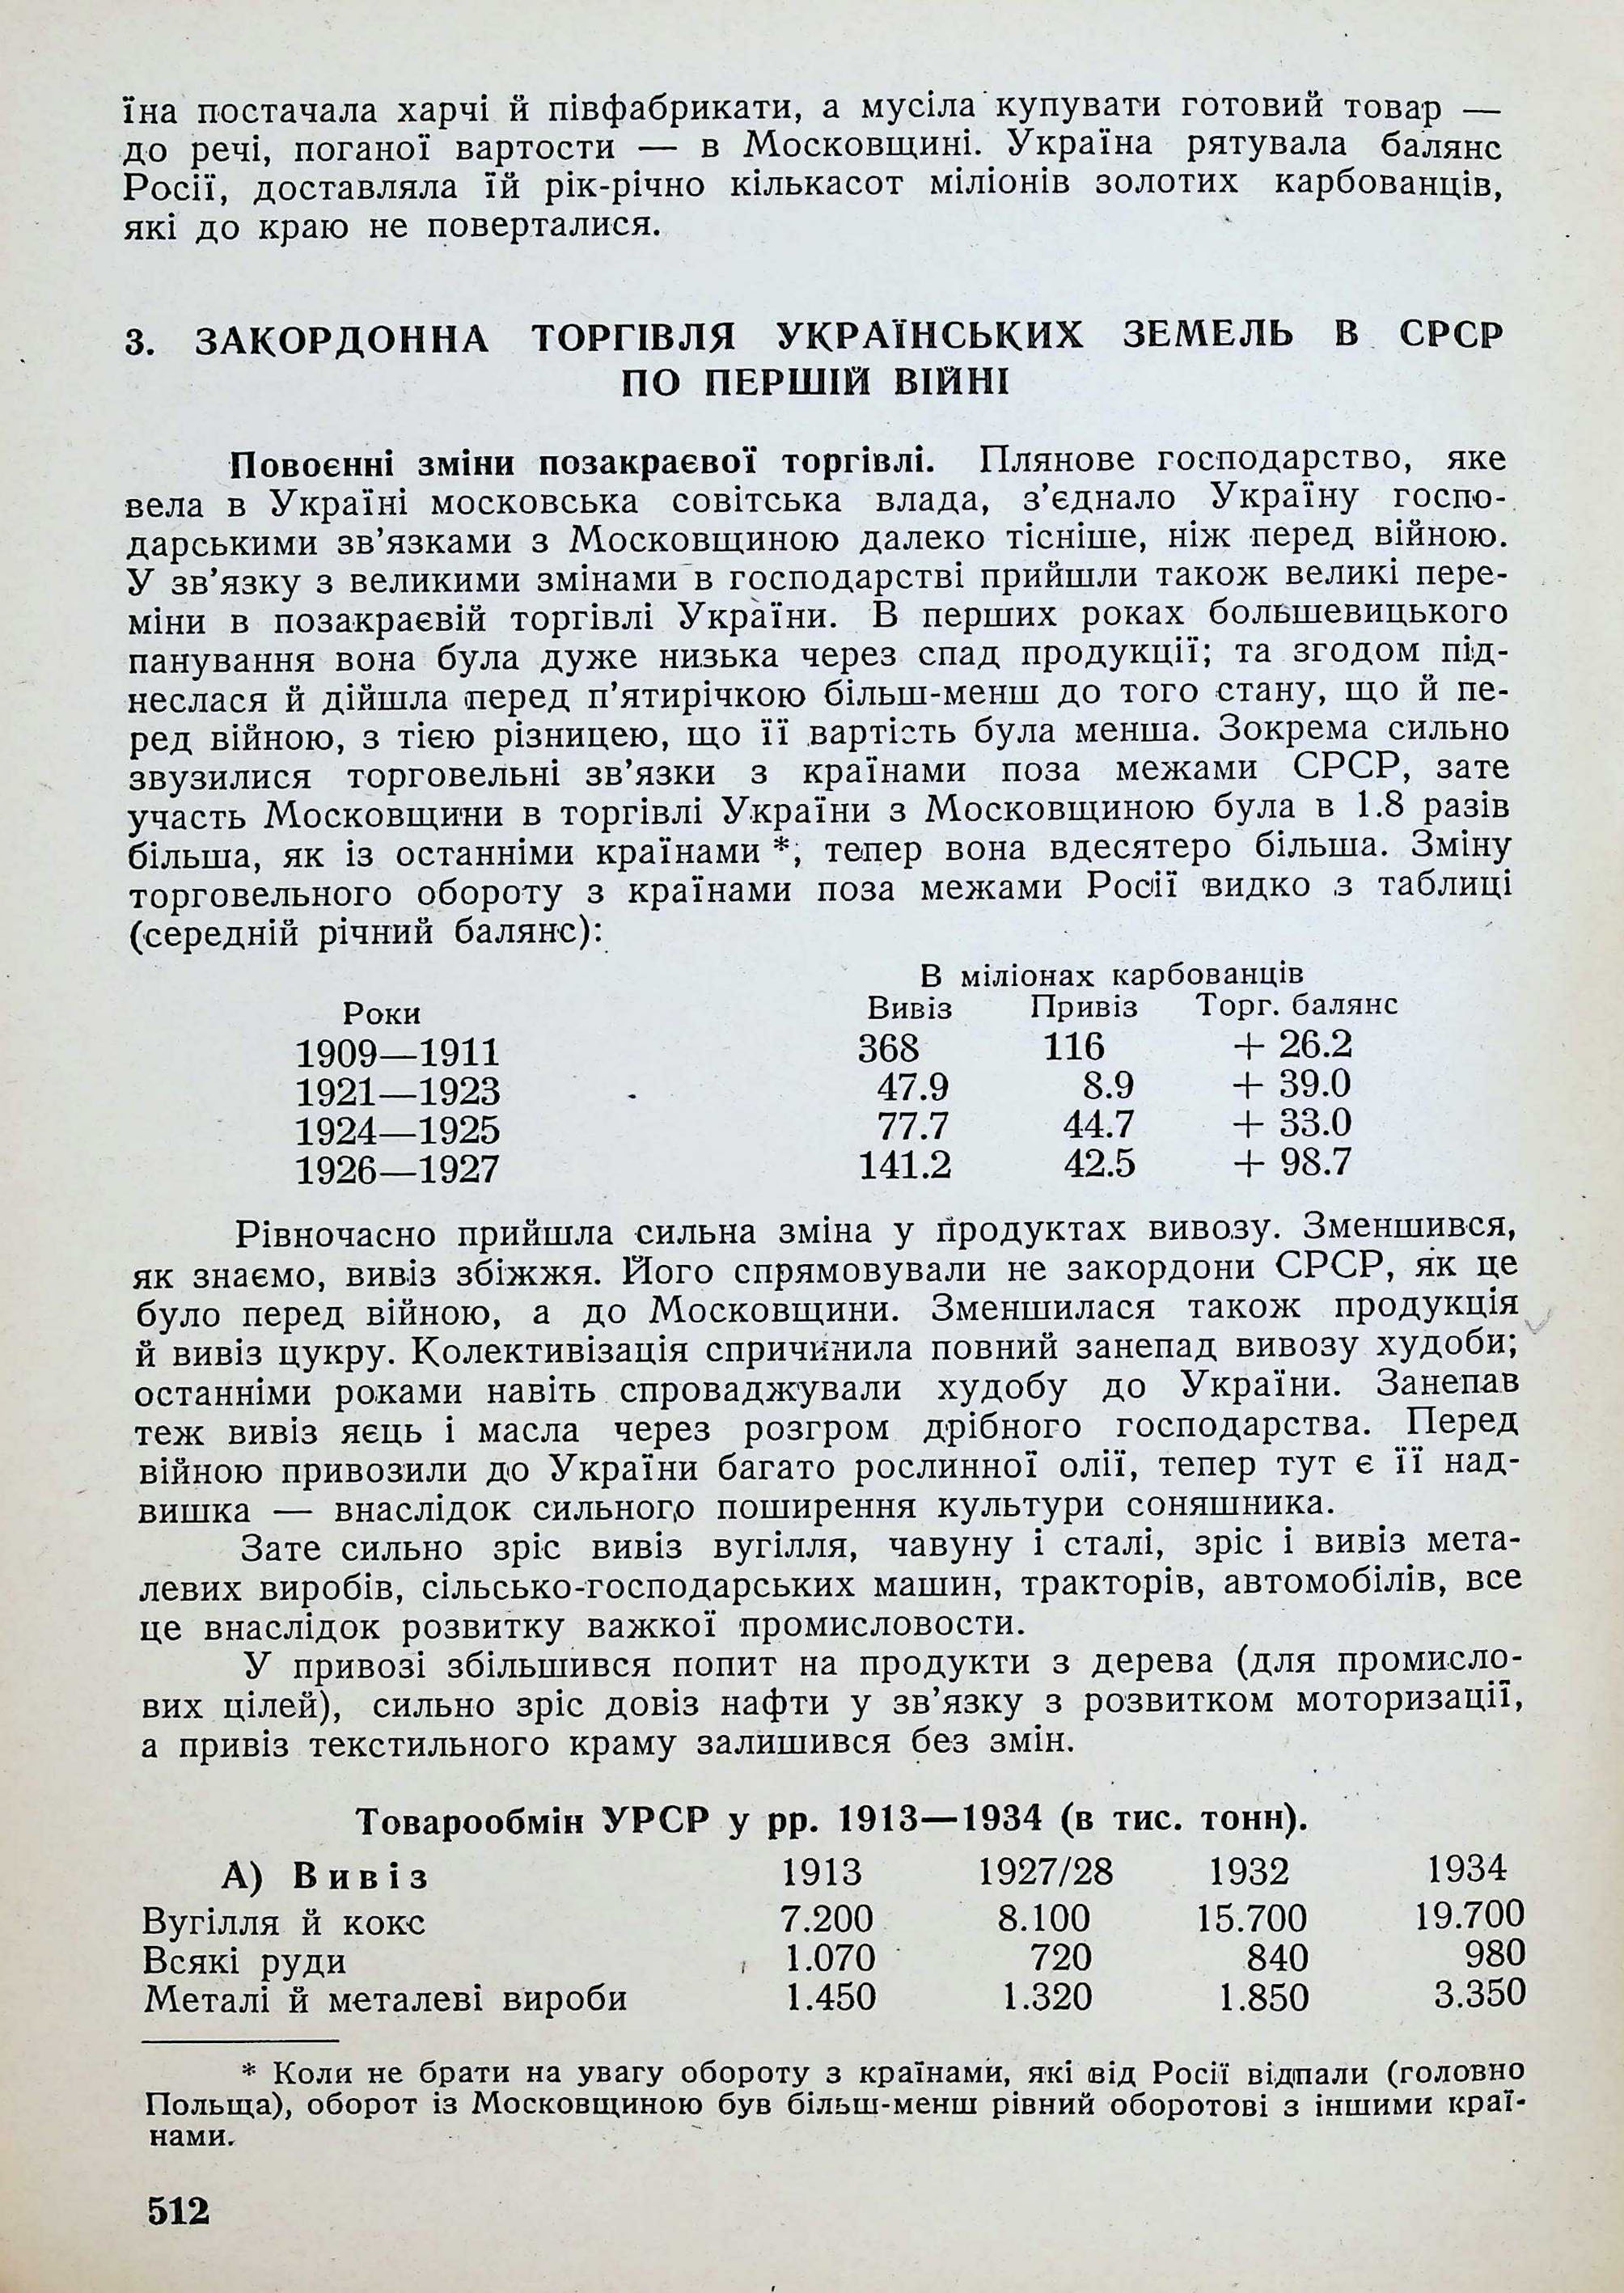 їна постачала харчі й півфабрикати, а мусіла купувати готовий товар —
до речі, поганої вартости — в Московщині. Україна рятувала балянс
Росії, доставляла їй рік-річно кількасот міліонів золотих карбованців,
які до краю не поверталися.
3. ЗАКОРДОННА ТОРГІВЛЯ УКРАЇНСЬКИХ ЗЕМЕЛЬ В СРСР
ПО ПЕРШІЙ ВІЙНІ
Повоєнні зміни позакраєвої торгівлі. Плянове господарство, яке
вела в Україні московська совітська влада, з’єднало Україну госпо-
дарськими зв’язками з Московщиною далеко тісніше, ніж перед війною.
У зв’язку з великими змінами в господарстві прийшли також великі пере-
міни в позакраєвій торгівлі України. В перших роках большевицького
панування вона була дуже низька через спад продукції; та згодом під-
неслася й дійшла перед п’ятирічкою більш-менш до того стану, що й пе-
ред війною, з тією різницею, що її вартість була менша. Зокрема сильно
звузилися торговельні зв’язки з країнами поза межами СРСР, зате
участь Московщини в торгівлі України з Московщиною була в 1.8 разів
більша, як із останніми країнами *; тепер вона вдесятеро більша. Зміну
торговельного обороту з країнами поза межами Росії видко з таблиці
(середній річний балянс):
В міліонах карбованців
Роки Вивіз Привіз Торг. балянс
1909—1911 368 116 + 26.2
1921—1923 47.9 8.9 + 39.0
1924—1925 77.7 44.7 + 33.0
1926—1927 141.2 42.5 + 98.7
Рівночасно прийшла сильна зміна у продуктах вивозу. Зменшився,
як знаємо, вивіз збіжжя. Його спрямовували не закордони СРСР, як це
було перед війною, а до Московщини. Зменшилася також продукція
й вивіз цукру. Колективізація спричинила повний занепад вивозу худоби;
останніми роками навіть спроваджували худобу до України. Занепав
теж вивіз яєць і масла через розгром дрібного господарства. Перед
війною привозили до України багато рослинної олії, тепер тут є її над-
вишка — внаслідок сильного поширення культури соняшника.
Зате сильно зріс вивіз вугілля, чавуну і сталі, зріс і вивіз мета-
левих виробів, сільсько-господарських машин, тракторів, автомобілів, все
це внаслідок розвитку важкої промисловости.
У привозі збільшився попит на продукти з дерева (для промисло-
вих цілей), сильно зріс довіз нафти у зв’язку з розвитком моторизації,
а привіз текстильного краму залишився без змін.
Товарообмін УРСР у рр. 1913—1934 (в тис. тонн).
А) Вивіз 1913 1927/28 1932 1934
Вугілля й кокс 7.200 8.100 15.700 19.700
Всякі руди 1.070 720 840 980
Металі й металеві вироби 1.450 1.320 1.850 3.350
* Коли не брати на увагу обороту з країнами, які від Росії відпали (головно
Польща), оборот із Московщиною був більш-менш рівний оборотові з іншими краї-
нами.
512